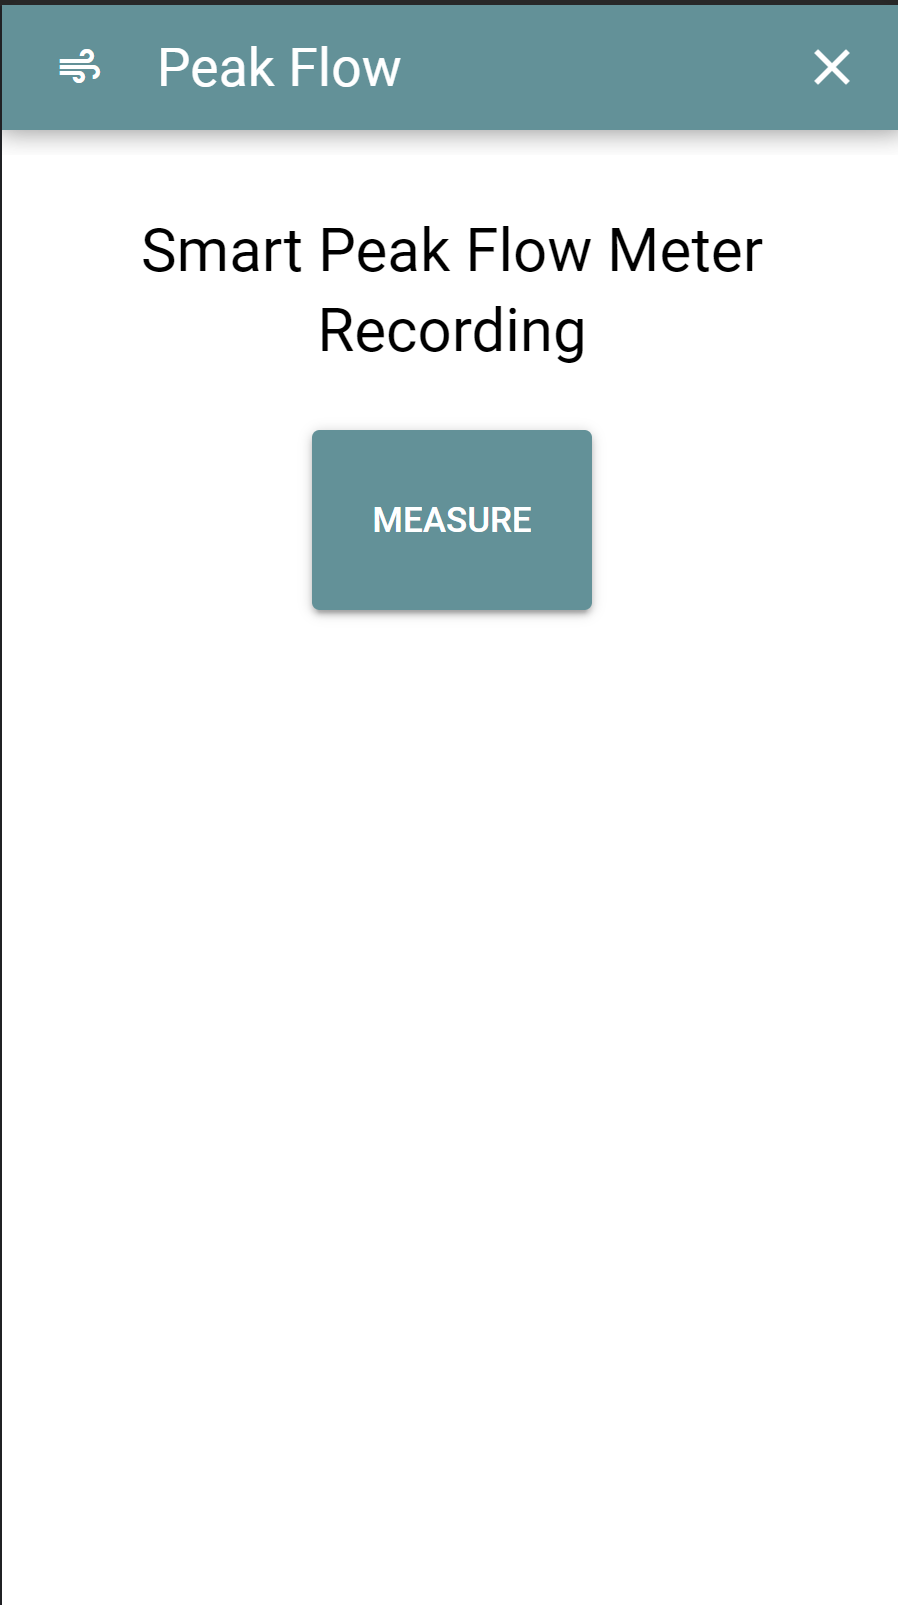 Peak Flow
Smart Peak Flow Meter
Recording
MEASURE